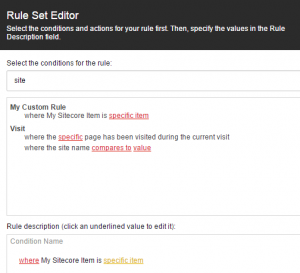 Rule Set Editor
Select the conditions and actions for your rule first. Then, specify the values in the Rule
Description field.
Select the conditions for the rule:
site
My Custom Rule
where My Sitecore Item is specific item
Visit
where the specific page has been visited during the current visit
where the site name compares to value
Rule description (click an underlined value to edit it):
Condition Name
where My Sitecore Item is specific item